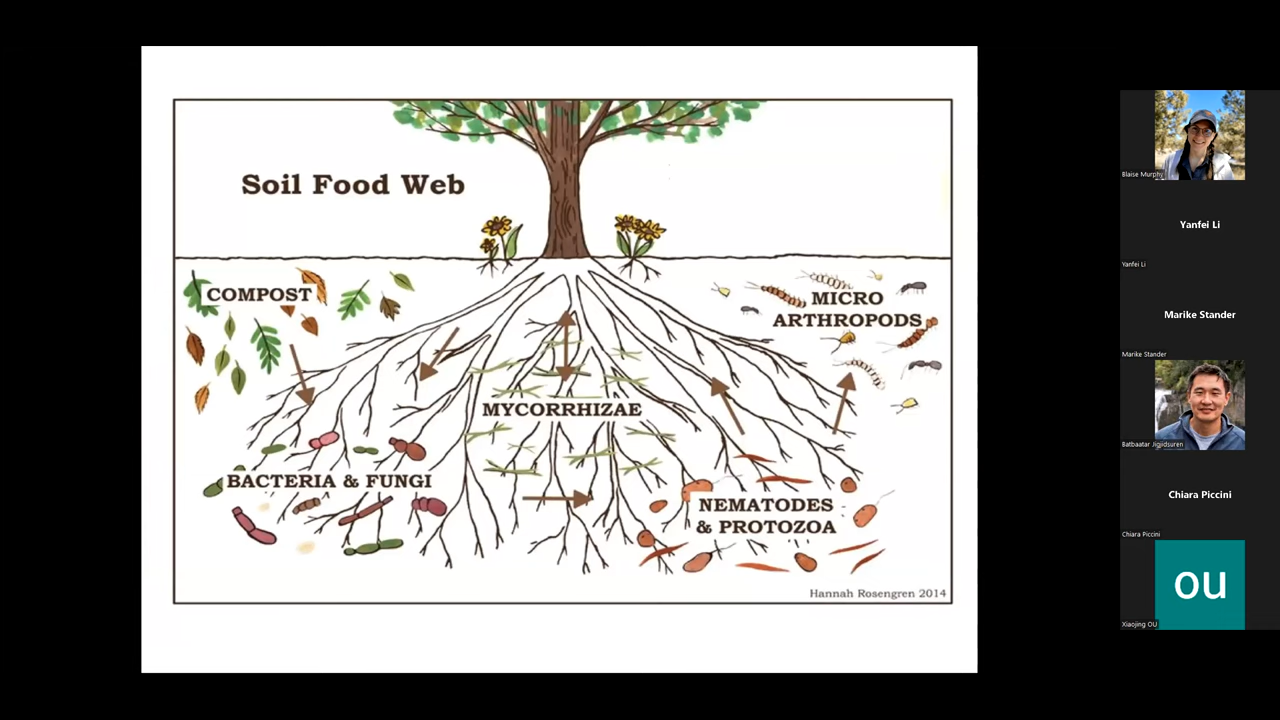 Soil Food Web
COMPOST
MICRO
ARTHROPODS
MYCORRHIZAE
BACTERIA & FUNGI
NEMATODES
& PROTOZOA
Hannah Rosengren 2014
Blaise Murphy
Yanfei Li
Yanfei Li
Marike Stander
Marike Stander
Batbaatar Jigjidsuren
Chiara Piccini
Chiara Piccini
OU
Xiaojing OU